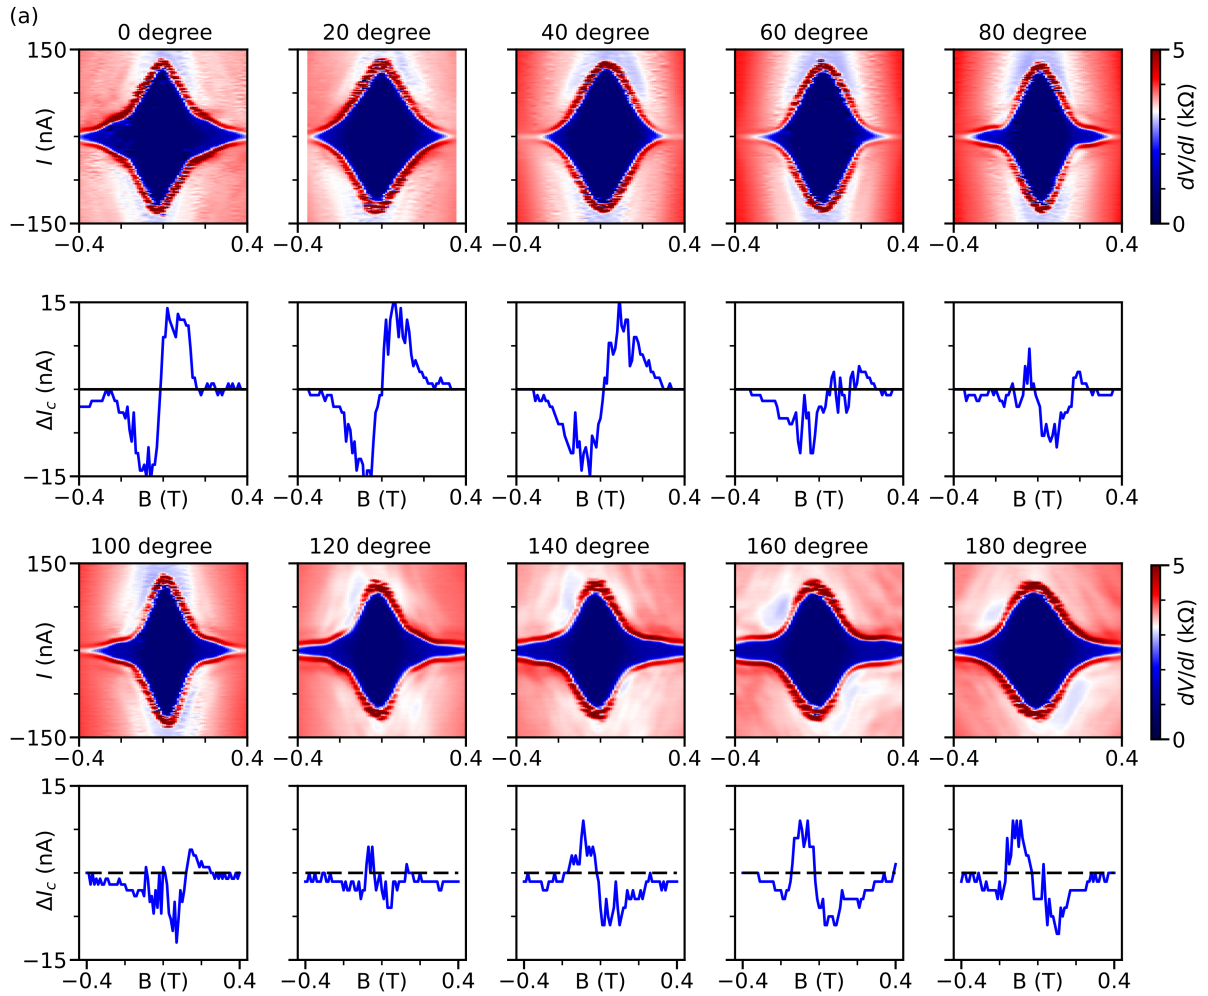 (a)
0 degree 20 degree 40 degree 60 degree 80 degree
150 5
I (nA) dV/dI (kΩ)
−150 0
−0.4 0.4 −0.4 0.4 −0.4 0.4 −0.4 0.4 −0.4 0.4
15
ΔIc (nA)
−15
−0.4 B (T) 0.4 −0.4 B (T) 0.4 −0.4 B (T) 0.4 −0.4 B (T) 0.4 −0.4 B (T) 0.4
100 degree 120 degree 140 degree 160 degree 180 degree
150 5
I (nA) dV/dI (kΩ)
−150 0
−0.4 0.4 −0.4 0.4 −0.4 0.4 −0.4 0.4 −0.4 0.4
15
ΔIc (nA)
−15
−0.4 B (T) 0.4 −0.4 B (T) 0.4 −0.4 B (T) 0.4 −0.4 B (T) 0.4 −0.4 B (T) 0.4